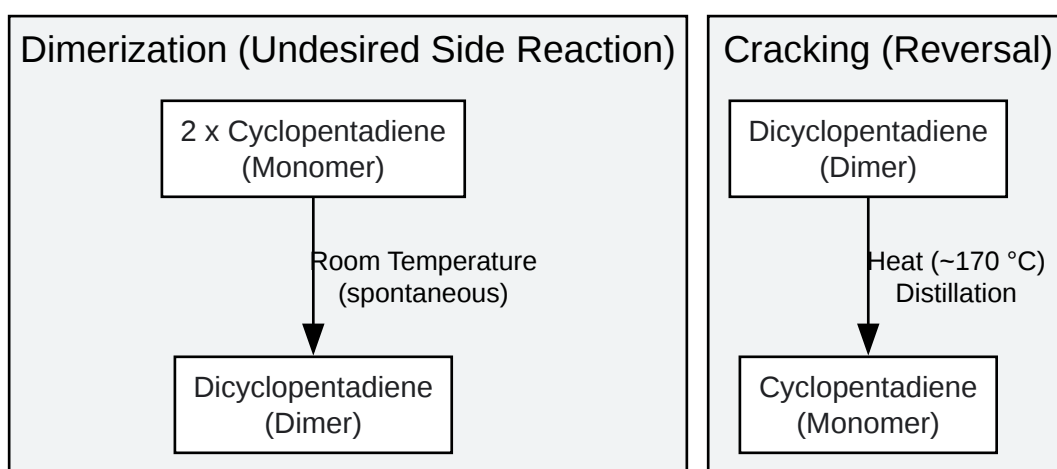 Dimerization (Undesired Side Reaction)
2 x Cyclopentadiene
(Monomer)
Room Temperature
(spontaneous)
Dicyclopentadiene
(Dimer)
Cracking (Reversal)
Dicyclopentadiene
(Dimer)
Heat (~170 °C)
Distillation
Cyclopentadiene
(Monomer)